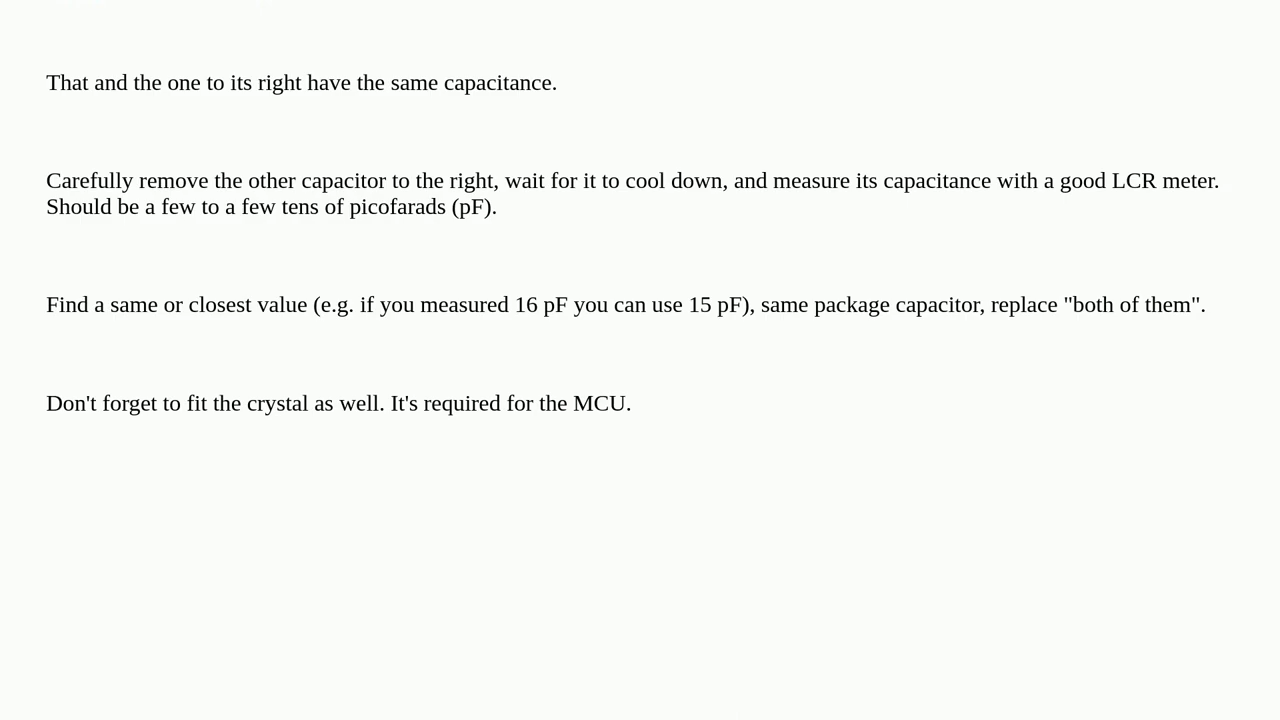 That and the one to its right have the same capacitance.
Carefully remove the other capacitor to the right, wait for it to cool down, and measure its capacitance with a good LCR meter.
Should be a few to a few tens of picofarads (pF).
Find a same or closest value (e.g. if you measured 16 pF you can use 15 pF), same package capacitor, replace "both of them".
Don't forget to fit the crystal as well. It's required for the MCU.